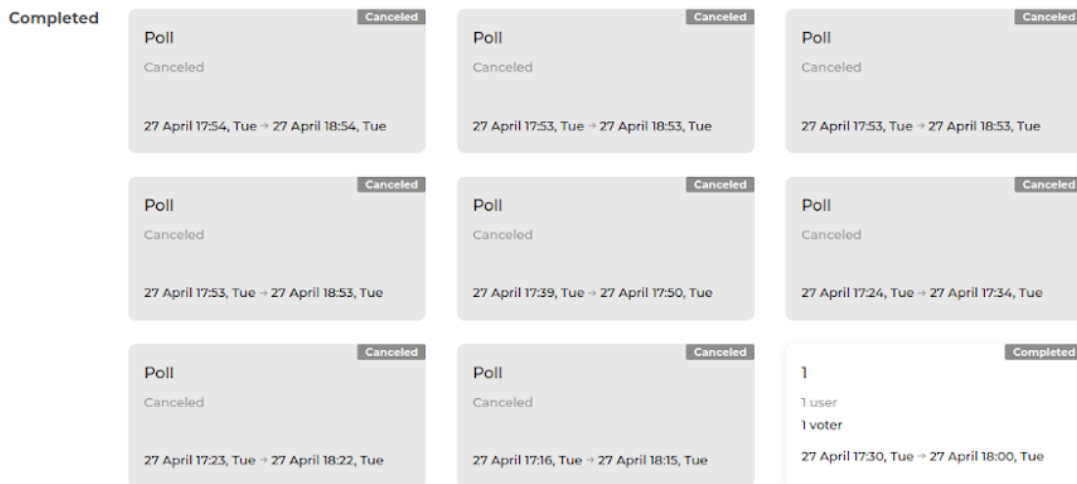 Completed
Canceled
Poll
Canceled
27 April 17:54, Tue → 27 April 18:54, Tue
Canceled
Poll
Canceled
27 April 17:53, Tue → 27 April 18:53, Tue
Canceled
Poll
Canceled
27 April 17:53, Tue → 27 April 18:53, Tue
Canceled
Poll
Canceled
27 April 17:53, Tue → 27 April 18:53, Tue
Canceled
Poll
Canceled
27 April 17:39, Tue → 27 April 17:50, Tue
Canceled
Poll
Canceled
27 April 17:24, Tue → 27 April 17:34, Tue
Canceled
Poll
Canceled
27 April 17:23, Tue → 27 April 18:22, Tue
Canceled
Poll
Canceled
27 April 17:16, Tue → 27 April 18:15, Tue
Completed
1
1 user
1 voter
27 April 17:30, Tue → 27 April 18:00, Tue